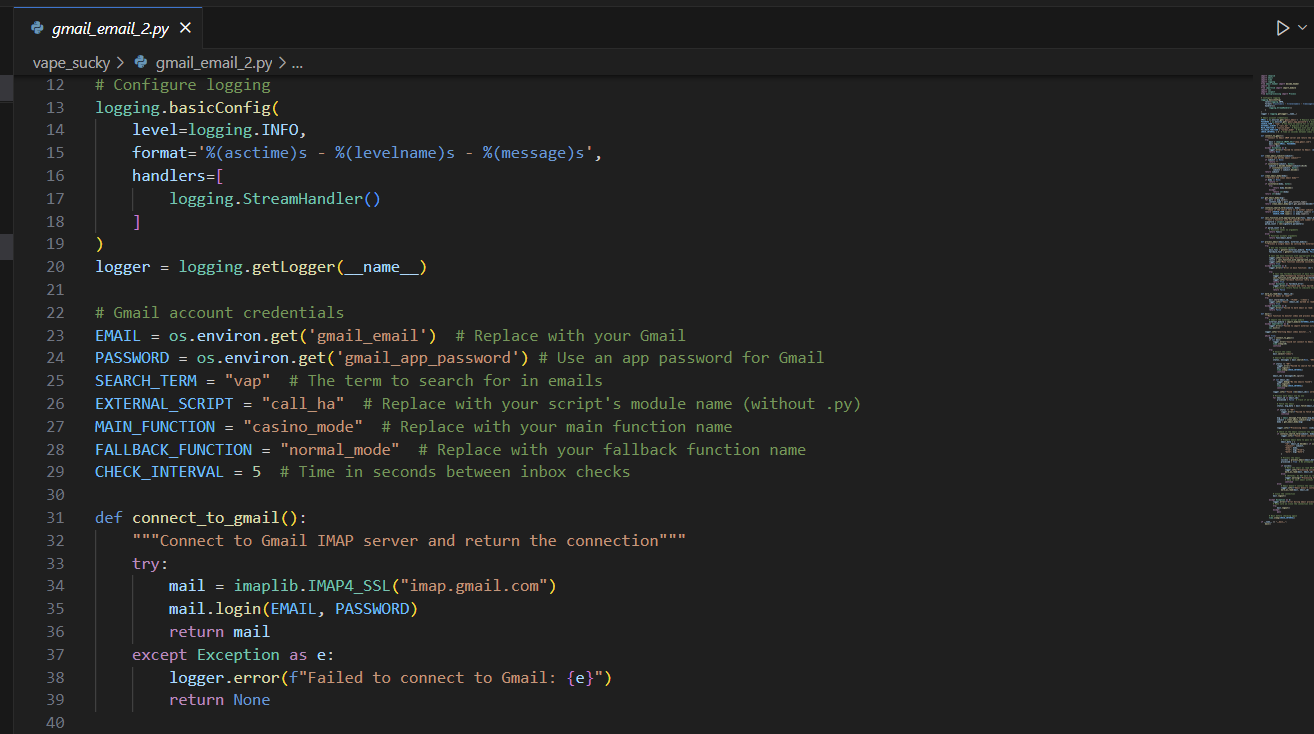 gmail_email_2.py
vape_sucky > gmail_email_2.py > ...
12 # Configure logging
13 logging.basicConfig(
14     level=logging.INFO,
15     format='%(asctime)s - %(levelname)s - %(message)s',
16     handlers=[
17         logging.StreamHandler()
18     ]
19 )
20 logger = logging.getLogger(__name__)
21
22 # Gmail account credentials
23 EMAIL = os.environ.get('gmail_email')  # Replace with your Gmail
24 PASSWORD = os.environ.get('gmail_app_password') # Use an app password for Gmail
25 SEARCH_TERM = "vap"  # The term to search for in emails
26 EXTERNAL_SCRIPT = "call_ha"  # Replace with your script's module name (without .py)
27 MAIN_FUNCTION = "casino_mode"  # Replace with your main function name
28 FALLBACK_FUNCTION = "normal_mode"  # Replace with your fallback function name
29 CHECK_INTERVAL = 5  # Time in seconds between inbox checks
30
31 def connect_to_gmail():
32     """Connect to Gmail IMAP server and return the connection"""
33     try:
34         mail = imaplib.IMAP4_SSL("imap.gmail.com")
35         mail.login(EMAIL, PASSWORD)
36         return mail
37     except Exception as e:
38         logger.error(f"Failed to connect to Gmail: {e}")
39         return None
40